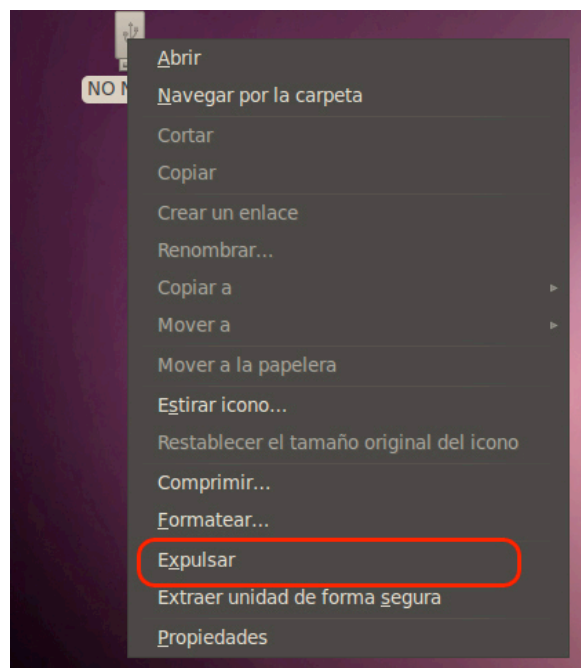 NO N
Abrir
Navegar por la carpeta
Cortar
Copiar
Crear un enlace
Renombrar...
Copiar a
Mover a
Mover a la papelera
Estirar icono...
Restablecer el tamaño original del icono
Comprimir...
Formatear...
Expulsar
Extraer unidad de forma segura
Propiedades